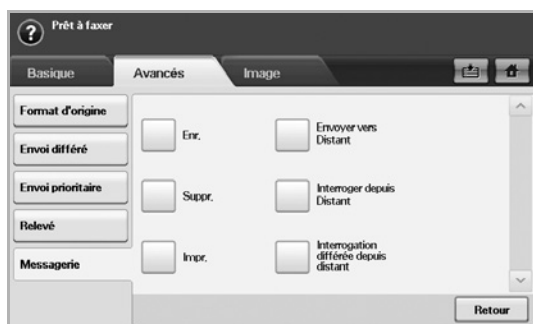 Prêt à faxer
Basique
Avancés
Image
Format d'origine
Envoi différé
Envoi prioritaire
Relevé
Messagerie
Enr.
Envoyer vers
Distant
Suppr.
Interroger depuis
Distant
Impr.
Interrogation
différée depuis
distant
Retour